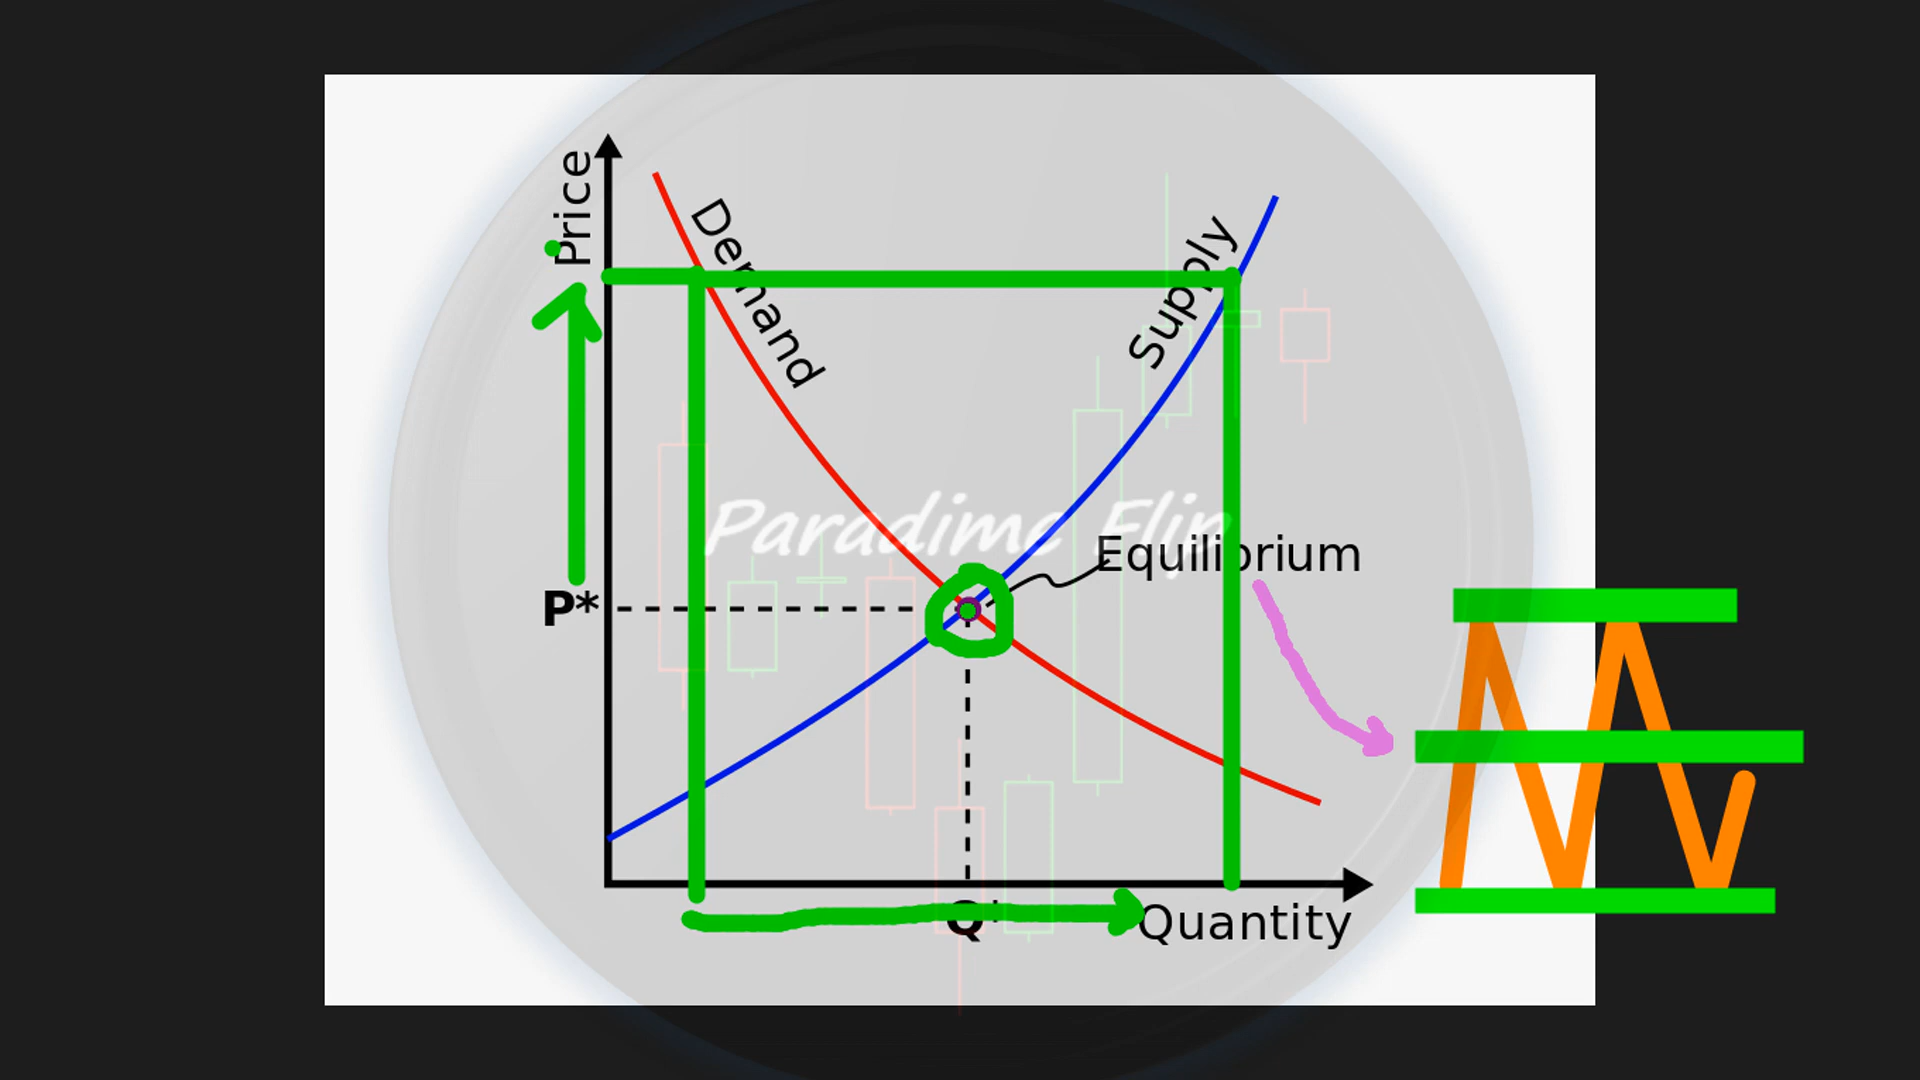 Price
Demand
Supply
Paradime Flip
Equilibrium
P*
Q
Quantity